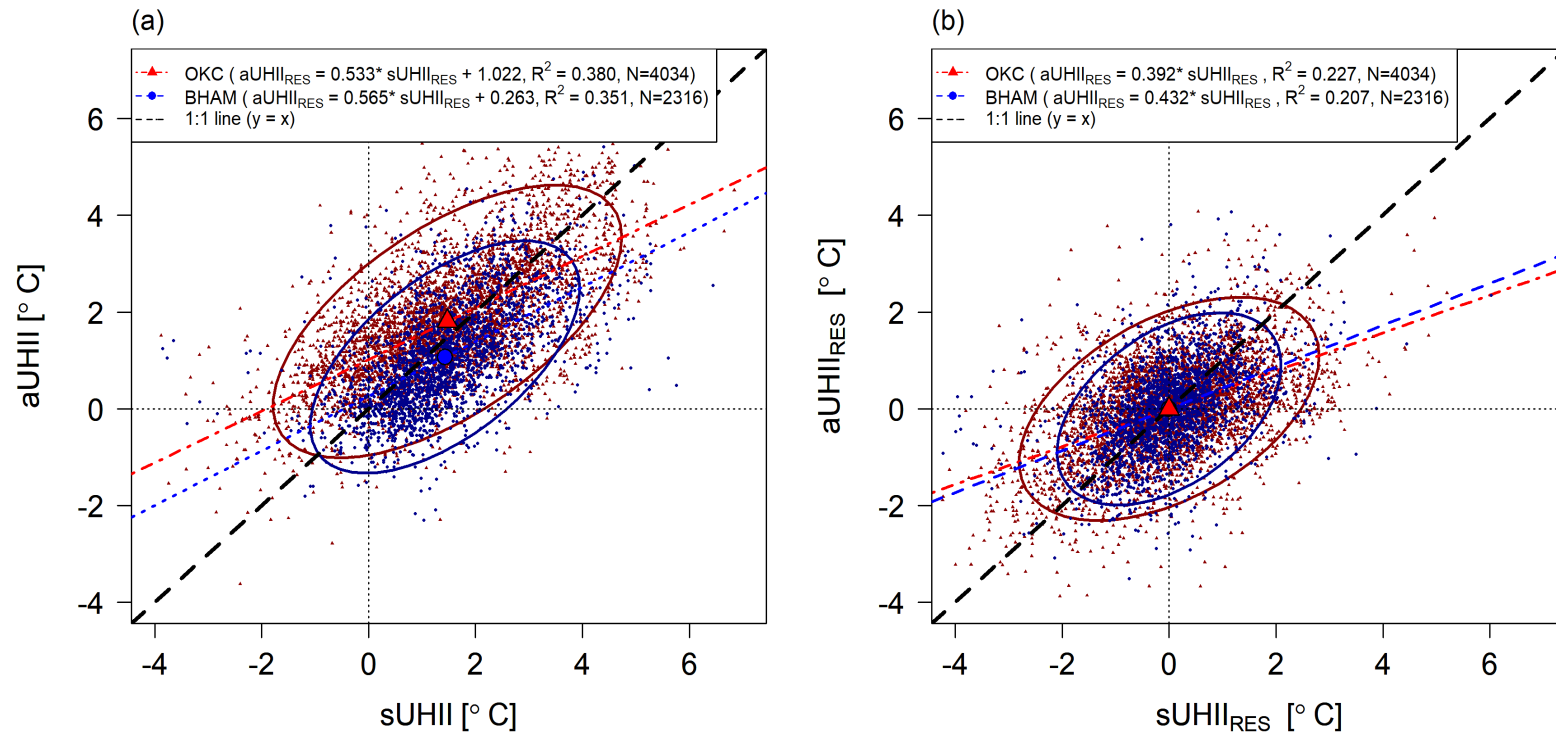 (a)
OKC ( aUHII_RES = 0.533* sUHII_RES + 1.022, R² = 0.380, N=4034)
BHAM ( aUHII_RES = 0.565* sUHII_RES + 0.263, R² = 0.351, N=2316)
1:1 line (y = x)
6
4
2
0
-2
-4
aUHII [° C]
-4 -2 0 2 4 6
sUHII [° C]
(b)
OKC ( aUHII_RES = 0.392* sUHII_RES , R² = 0.227, N=4034)
BHAM ( aUHII_RES = 0.432* sUHII_RES , R² = 0.207, N=2316)
1:1 line (y = x)
6
4
2
0
-2
-4
aUHII_RES [° C]
-4 -2 0 2 4 6
sUHII_RES [° C]